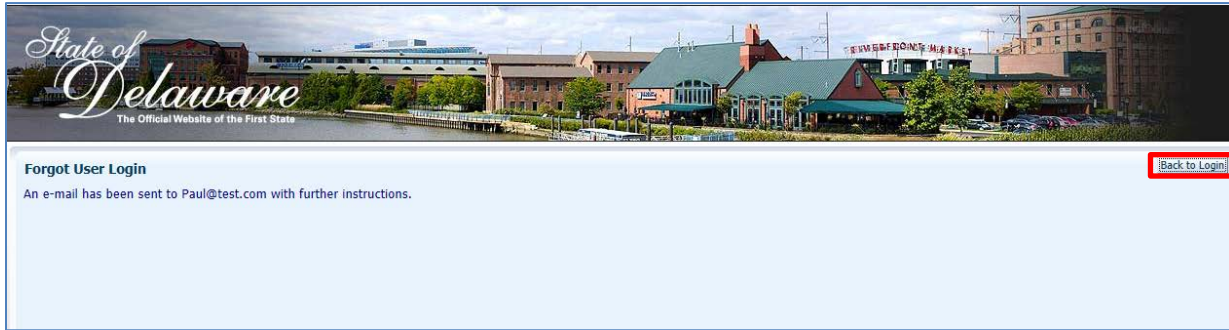 State of
Delaware
The Official Website of the First State
RIVERFRONT MARKET
Forgot User Login
Back to Login
An e-mail has been sent to Paul@test.com with further instructions.